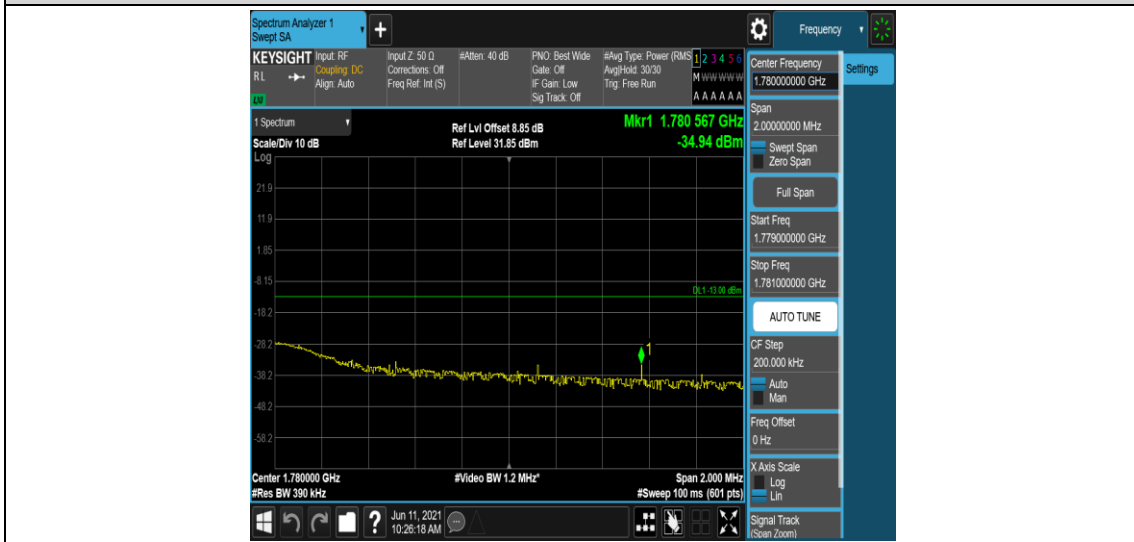 Spectrum Analyzer 1
Swept SA
+
Frequency
KEYSIGHT
RL
LXI
Input: RF
Coupling: DC
Align: Auto
Input Z: 50 Ω
Corrections: Off
Freq Ref: Int (S)
#Atten: 40 dB
PNO: Best Wide
Gate: Off
IF Gain: Low
Sig Track: Off
#Avg Type: Power (RMS
Avg|Hold: 30/30
Trig: Free Run
1 2 3 4 5 6
M W W W W W
A A A A A A
1 Spectrum
Scale/Div 10 dB
Ref Lvl Offset 8.85 dB
Ref Level 31.85 dBm
Mkr1 1.780 567 GHz
-34.94 dBm
Log
21.9
11.9
1.85
-8.15
-18.2
-28.2
-38.2
-48.2
-58.2
DL1 -13.00 dBm
1
Center 1.780000 GHz
#Res BW 390 kHz
#Video BW 1.2 MHz*
Span 2.000 MHz
#Sweep 100 ms (601 pts)
?
Jun 11, 2021
10:26:18 AM
Center Frequency
1.780000000 GHz
Settings
Span
2.00000000 MHz
Swept Span
Zero Span
Full Span
Start Freq
1.779000000 GHz
Stop Freq
1.781000000 GHz
AUTO TUNE
CF Step
200.000 kHz
Auto
Man
Freq Offset
0 Hz
X Axis Scale
Log
Lin
Signal Track
(Span Zoom)